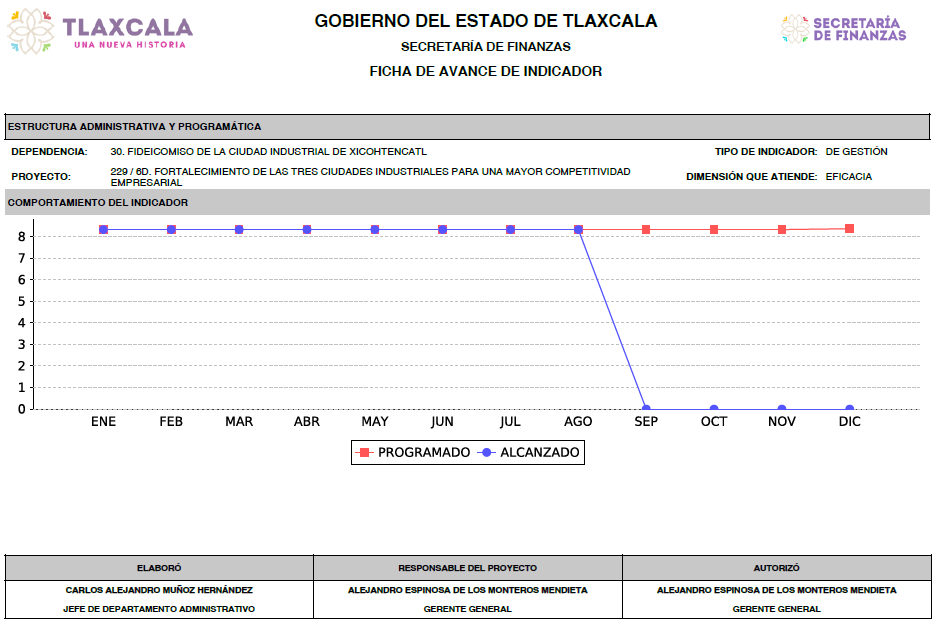 TLAXCALA
UNA NUEVA HISTORIA
GOBIERNO DEL ESTADO DE TLAXCALA
SECRETARÍA DE FINANZAS
FICHA DE AVANCE DE INDICADOR
SECRETARÍA
DE FINANZAS
ESTRUCTURA ADMINISTRATIVA Y PROGRAMÁTICA
DEPENDENCIA: 30. FIDEICOMISO DE LA CIUDAD INDUSTRIAL DE XICOHTENCATL TIPO DE INDICADOR: DE GESTIÓN
PROYECTO: 229 / 6D. FORTALECIMIENTO DE LAS TRES CIUDADES INDUSTRIALES PARA UNA MAYOR COMPETITIVIDAD
EMPRESARIAL
DIMENSIÓN QUE ATIENDE: EFICACIA
COMPORTAMIENTO DEL INDICADOR
8
7
6
5
4
3
2
1
0
ENE FEB MAR ABR MAY JUN JUL AGO SEP OCT NOV DIC
PROGRAMADO ALCANZADO
ELABORÓ RESPONSABLE DEL PROYECTO AUTORIZÓ
CARLOS ALEJANDRO MUÑOZ HERNÁNDEZ ALEJANDRO ESPINOSA DE LOS MONTEROS MENDIETA ALEJANDRO ESPINOSA DE LOS MONTEROS MENDIETA
JEFE DE DEPARTAMENTO ADMINISTRATIVO GERENTE GENERAL GERENTE GENERAL